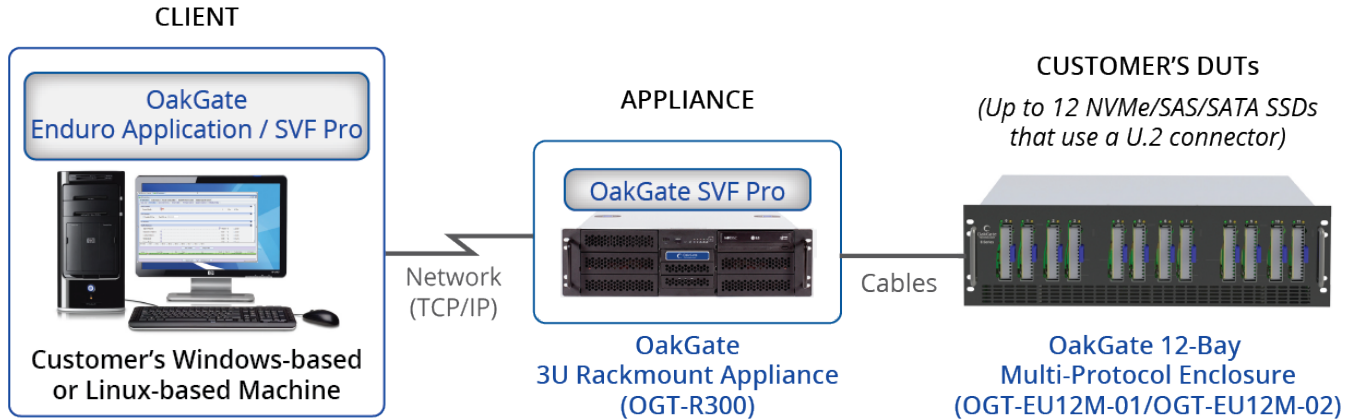 CLIENT
OakGate
Enduro Application / SVF Pro
Customer's Windows-based
or Linux-based Machine
Network
(TCP/IP)
APPLIANCE
OakGate SVF Pro
OakGate
3U Rackmount Appliance
(OGT-R300)
Cables
CUSTOMER'S DUTs
(Up to 12 NVMe/SAS/SATA SSDs
that use a U.2 connector)
OakGate 12-Bay
Multi-Protocol Enclosure
(OGT-EU12M-01/OGT-EU12M-02)